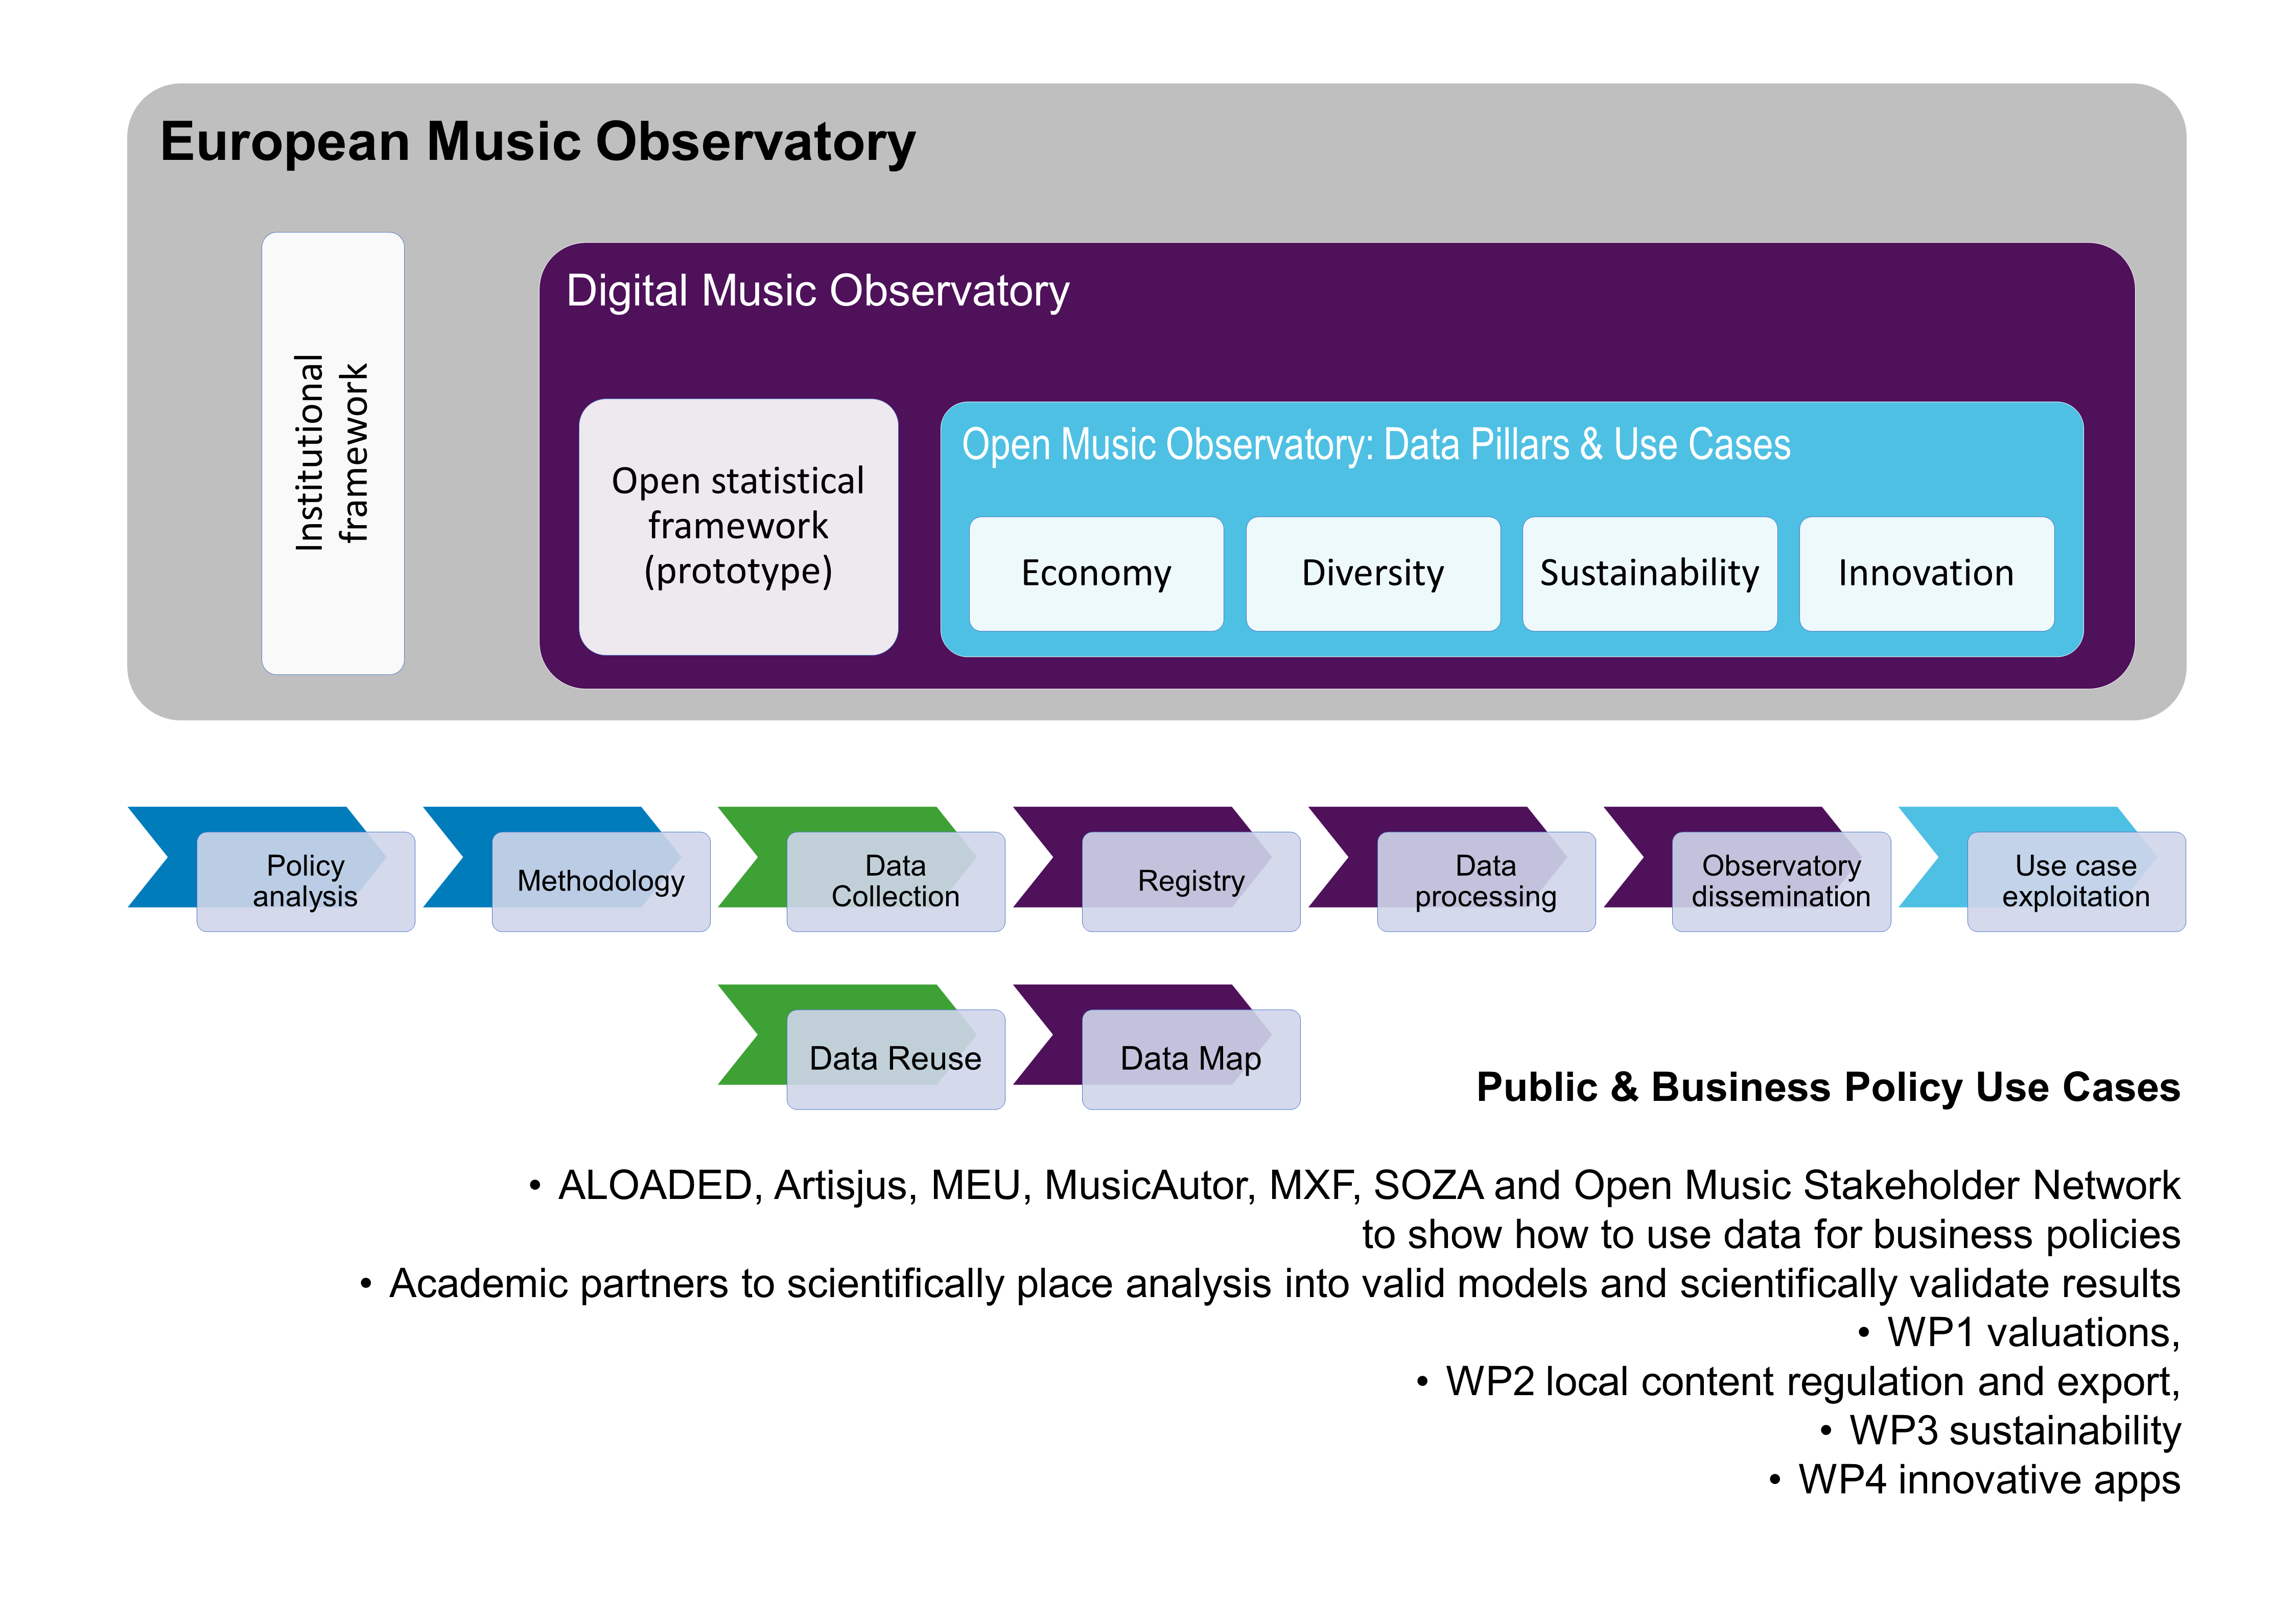 European Music Observatory
Institutional
framework
Digital Music Observatory
Open statistical
framework
(prototype)
Open Music Observatory: Data Pillars & Use Cases
Economy
Diversity
Sustainability
Innovation
Policy
analysis
Methodology
Data
Collection
Registry
Data
processing
Observatory
dissemination
Use case
exploitation
Data Reuse
Data Map
Public & Business Policy Use Cases
• ALOADED, Artisjus, MEU, MusicAutor, MXF, SOZA and Open Music Stakeholder Network
to show how to use data for business policies
• Academic partners to scientifically place analysis into valid models and scientifically validate results
• WP1 valuations,
• WP2 local content regulation and export,
• WP3 sustainability
• WP4 innovative apps